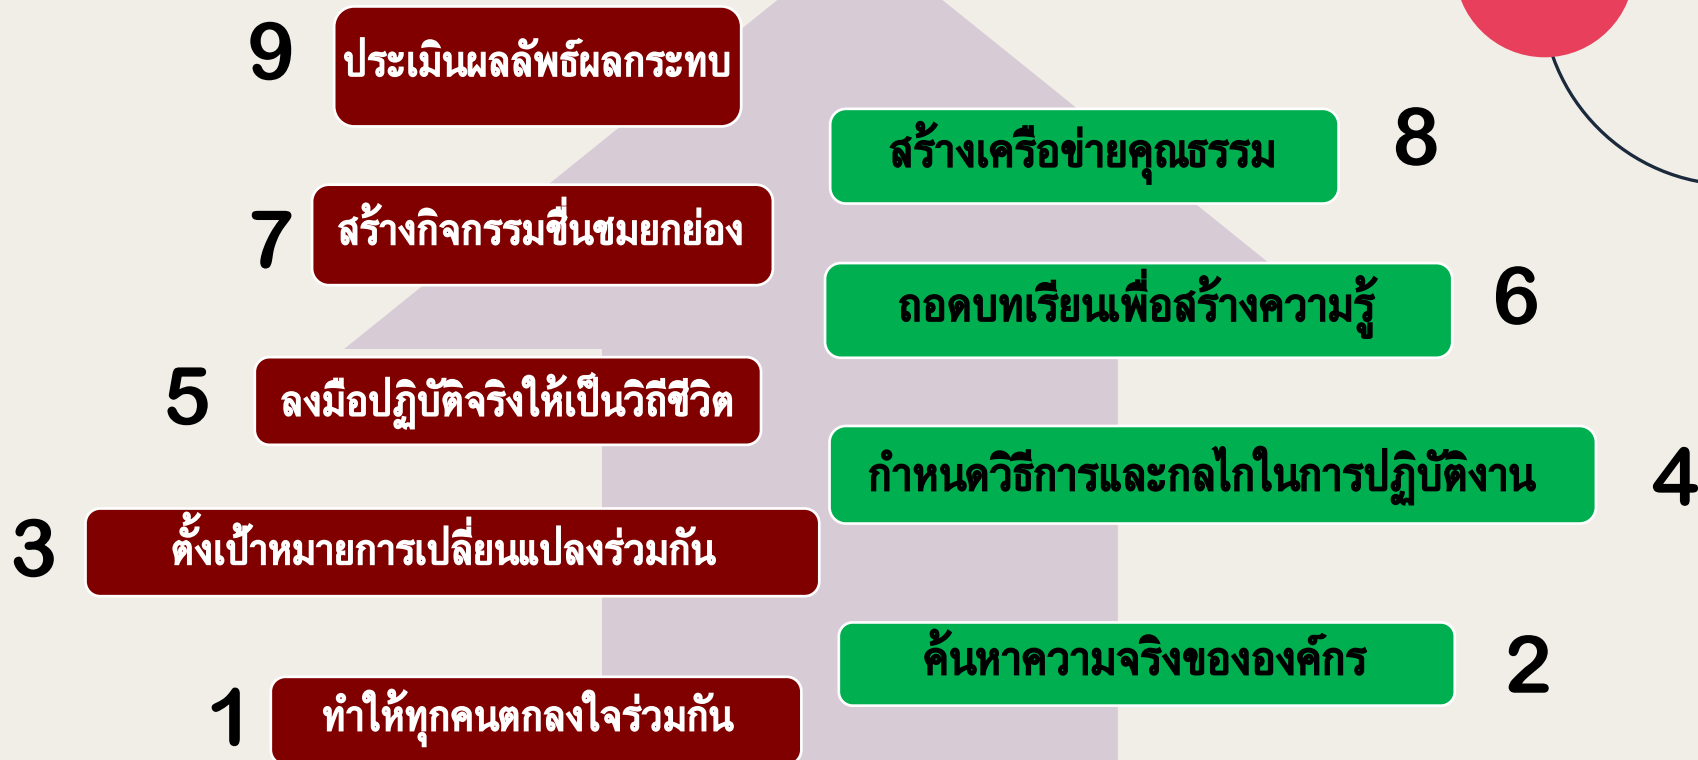 9 ประเมินผลลัพธ์ผลกระทบ
สร้างเครือข่ายคุณธรรม 8
7 สร้างกิจกรรมชื่นชมยกย่อง
ถอดบทเรียนเพื่อสร้างความรู้ 6
5 ลงมือปฏิบัติจริงให้เป็นวิถีชีวิต
กำหนดวิธีการและกลไกในการปฏิบัติงาน 4
3 ตั้งเป้าหมายการเปลี่ยนแปลงร่วมกัน
ค้นหาความจริงขององค์กร 2
1 ทำให้ทุกคนตกลงใจร่วมกัน